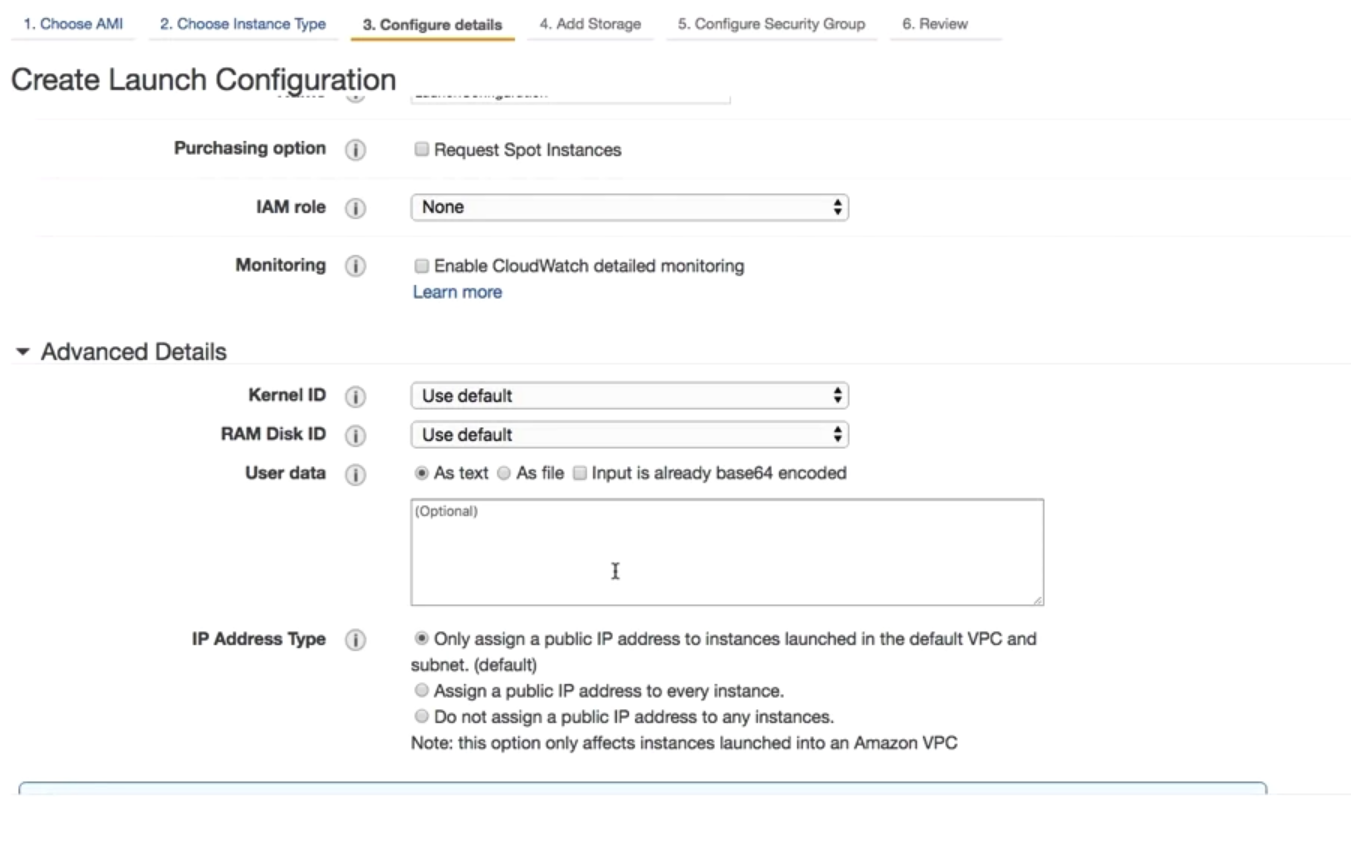 1. Choose AMI 2. Choose Instance Type 3. Configure details 4. Add Storage 5. Configure Security Group 6. Review
Create Launch Configuration
Purchasing option Request Spot Instances
IAM role None
Monitoring Enable CloudWatch detailed monitoring
Learn more
Advanced Details
Kernel ID Use default
RAM Disk ID Use default
User data As text As file Input is already base64 encoded
(Optional)
IP Address Type Only assign a public IP address to instances launched in the default VPC and
subnet. (default)
Assign a public IP address to every instance.
Do not assign a public IP address to any instances.
Note: this option only affects instances launched into an Amazon VPC